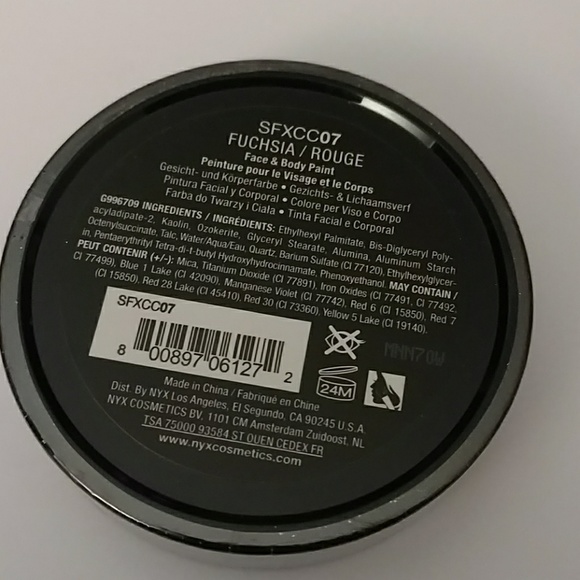 SFXCC07
FUCHSIA / ROUGE
Face & Body Paint
Peinture pour le Visage et le Corps
Gesicht- und Körperfarbe • Gezichts- & Lichaamsverf
Pintura Facial y Corporal • Colore per Viso e Corpo
Farba do Twarzy i Ciała • Tinta Facial e Corporal
G996709 INGREDIENTS / INGRÉDIENTS: Ethylhexyl Palmitate, Bis-Diglyceryl Poly-
acyladipate-2, Kaolin, Ozokerite, Glyceryl Stearate, Alumina, Aluminum Starch
Octenylsuccinate, Talc, Water/Aqua/Eau, Quartz, Barium Sulfate (CI 77120), Ethylhexylglycer-
in, Pentaerythrityl Tetra-di-t-butyl Hydroxyhydrocinnamate, Phenoxyethanol. MAY CONTAIN /
PEUT CONTENIR (+/-): Mica, Titanium Dioxide (CI 77891), Iron Oxides (CI 77491, CI 77492,
CI 77499), Blue 1 Lake (CI 42090), Manganese Violet (CI 77742), Red 6 (CI 15850), Red 7
(CI 15850), Red 28 Lake (CI 45410), Red 30 (CI 73360), Yellow 5 Lake (CI 19140).
SFXCC07
8 00897 06127 2
24M
Made in China / Fabriqué en Chine
Dist. By NYX Los Angeles, El Segundo, CA 90245 U.S.A.
NYX COSMETICS BV. 1101 CM Amsterdam Zuidoost, NL
TSA 75000 93584 ST OUEN CEDEX FR
www.nyxcosmetics.com